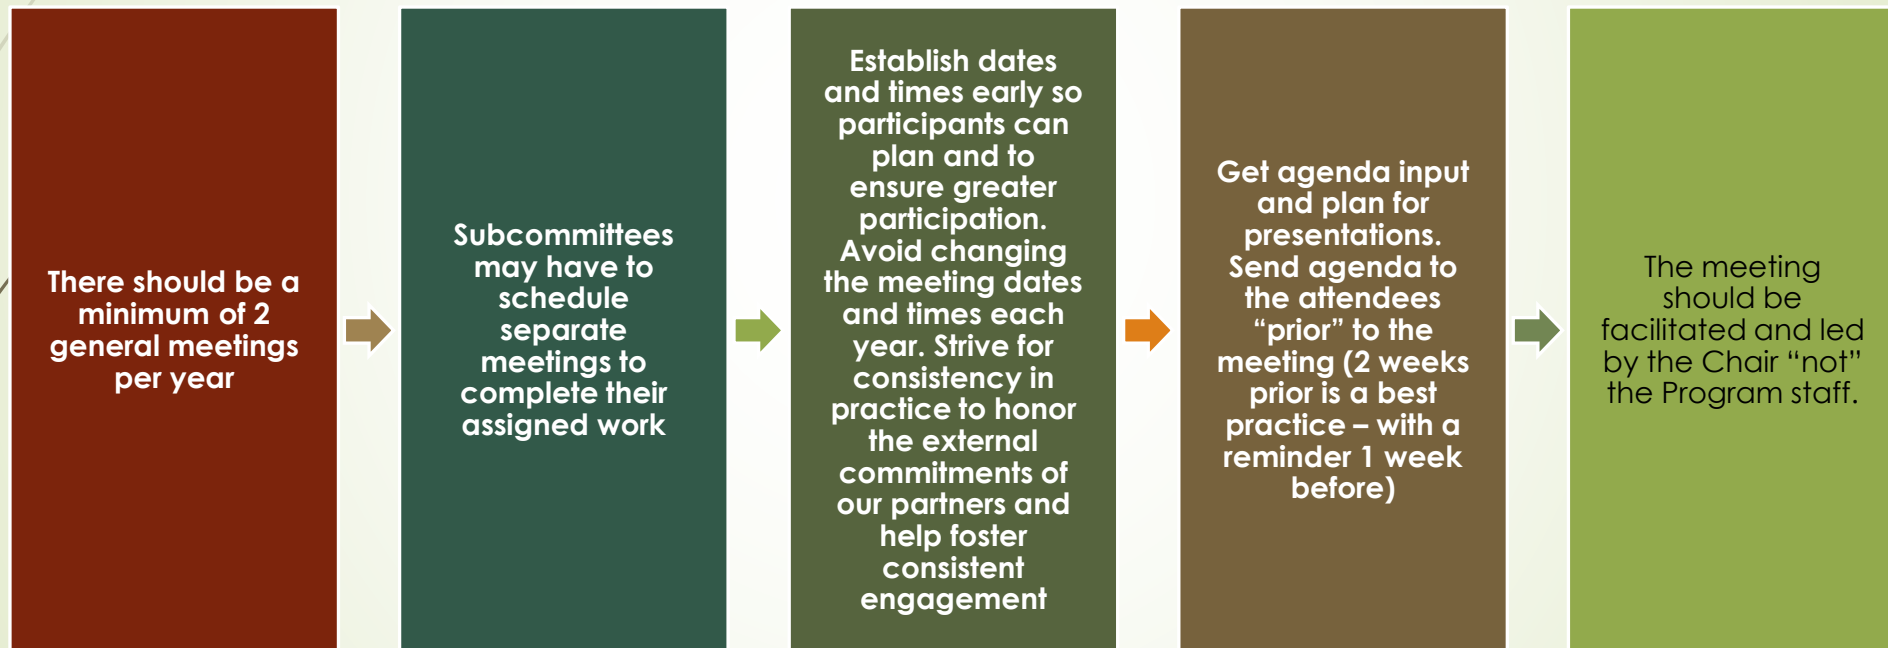 There should be a
minimum of 2
general meetings
per year
Subcommittees
may have to
schedule
separate
meetings to
complete their
assigned work
Establish dates
and times early so
participants can
plan and to
ensure greater
participation.
Avoid changing
the meeting dates
and times each
year. Strive for
consistency in
practice to honor
the external
commitments of
our partners and
help foster
consistent
engagement
Get agenda input
and plan for
presentations.
Send agenda to
the attendees
“prior” to the
meeting (2 weeks
prior is a best
practice – with a
reminder 1 week
before)
The meeting
should be
facilitated and led
by the Chair “not”
the Program staff.